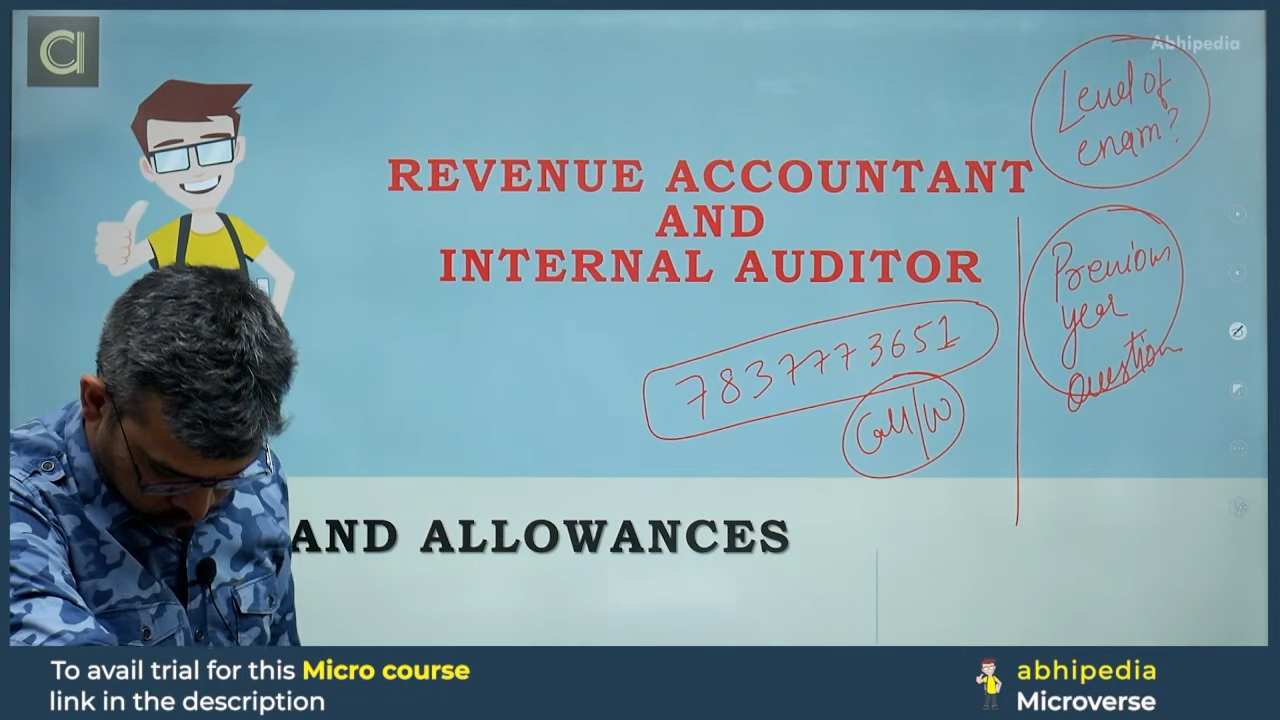 Abhipedia
Level of
exam?
REVENUE ACCOUNTANT
AND
INTERNAL AUDITOR
Previous
year
question
7837773651
Call/W
AND ALLOWANCES
To avail trial for this Micro course
link in the description
abhipedia
Microverse